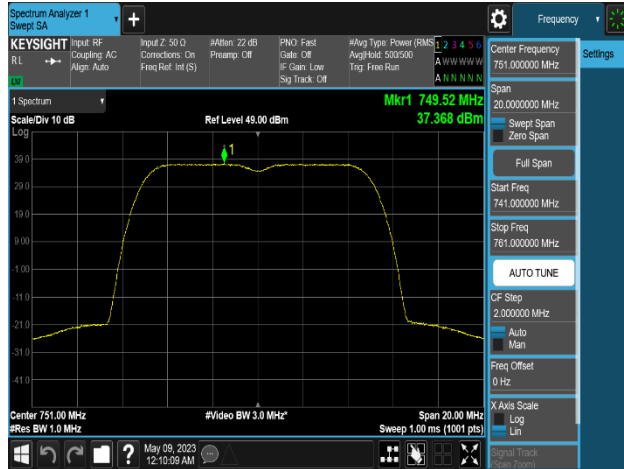 Spectrum Analyzer 1
Swept SA
+
Frequency
KEYSIGHT
RL
LXI
Input: RF
Coupling: AC
Align: Auto
Input Z: 50 Ω
Corrections: On
Freq Ref: Int (S)
#Atten: 22 dB
Preamp: Off
PNO: Fast
Gate: Off
IF Gain: Low
Sig Track: Off
#Avg Type: Power (RMS
Avg|Hold: 500/500
Trig: Free Run
1 2 3 4 5 6
A W W W W W
A N N N N N
1 Spectrum
Scale/Div 10 dB
Log
Ref Level 49.00 dBm
Mkr1 749.52 MHz
37.368 dBm
1
39.0
29.0
19.0
9.00
-1.00
-11.0
-21.0
-31.0
-41.0
Center 751.00 MHz
#Res BW 1.0 MHz
#Video BW 3.0 MHz*
Span 20.00 MHz
Sweep 1.00 ms (1001 pts)
Center Frequency
751.000000 MHz
Settings
Span
20.0000000 MHz
Swept Span
Zero Span
Full Span
Start Freq
741.000000 MHz
Stop Freq
761.000000 MHz
AUTO TUNE
CF Step
2.000000 MHz
Auto
Man
Freq Offset
0 Hz
X Axis Scale
Log
Lin
Signal Track
(Span Zoom)
?
May 09, 2023
12:10:09 AM